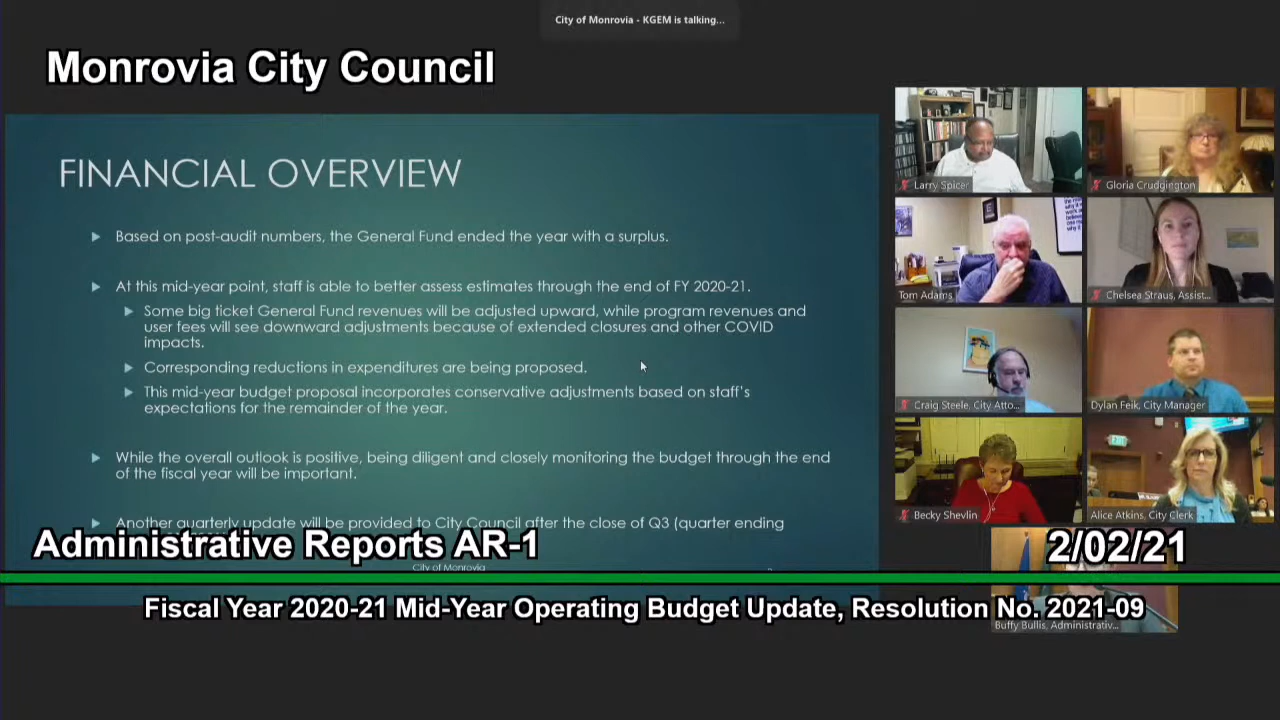 City of Monrovia - KGEM is talking...
Monrovia City Council
FINANCIAL OVERVIEW
Based on post-audit numbers, the General Fund ended the year with a surplus.
At this mid-year point, staff is able to better assess estimates through the end of FY 2020-21.
Some big ticket General Fund revenues will be adjusted upward, while program revenues and
user fees will see downward adjustments because of extended closures and other COVID
impacts.
Corresponding reductions in expenditures are being proposed.
This mid-year budget proposal incorporates conservative adjustments based on staff's
expectations for the remainder of the year.
While the overall outlook is positive, being diligent and closely monitoring the budget through the end
of the fiscal year will be important.
Another quarterly update will be provided to City Council after the close of Q3 (quarter ending
City of Monrovia
Larry Spicer
Gloria Crudgington
Tom Adams
Chelsea Straus, Assist...
Craig Steele, City Atto...
Dylan Feik, City Manager
Becky Shevlin
Alice Atkins, City Clerk
Administrative Reports AR-1
2/02/21
Fiscal Year 2020-21 Mid-Year Operating Budget Update, Resolution No. 2021-09
Buffy Bullis, Administrativ...